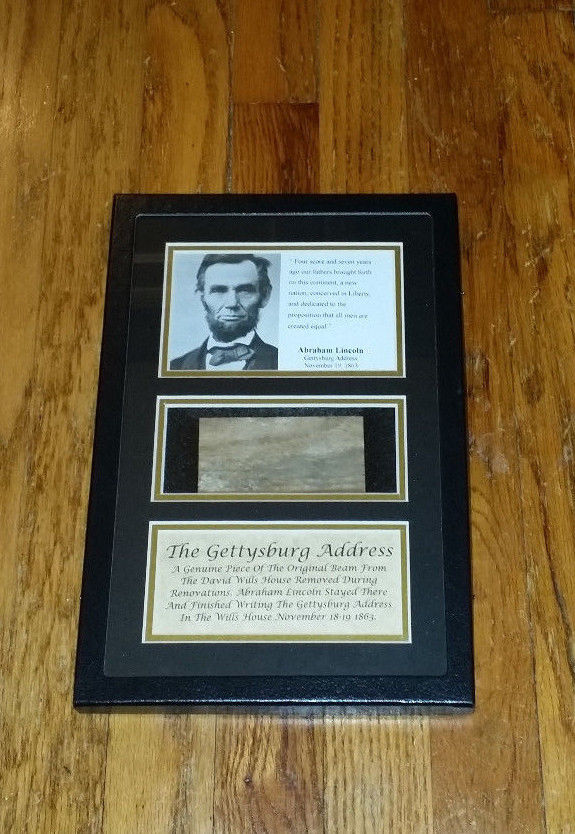 " Four score and seven years
ago our fathers brought forth
on this continent, a new
nation, conceived in Liberty,
and dedicated to the
proposition that all men are
created equal "
Abraham Lincoln
Gettysburg Address
November 19, 1863
The Gettysburg Address
A Genuine Piece Of The Original Beam From
The David Wills House Removed During
Renovations. Abraham Lincoln Stayed There
And Finished Writing The Gettysburg Address
In The Wills House November 18-19 1863.